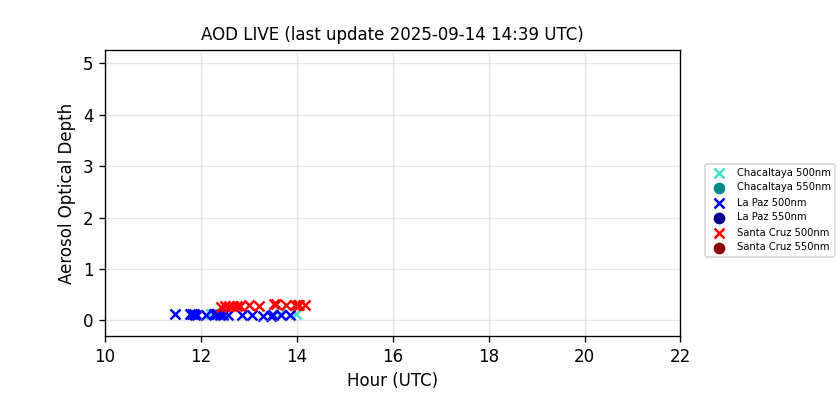 AOD LIVE (last update 2025-09-14 14:39 UTC)
5
4
3
2
1
0
Aerosol Optical Depth
10 12 14 16 18 20 22
Hour (UTC)
Chacaltaya 500nm
Chacaltaya 550nm
La Paz 500nm
La Paz 550nm
Santa Cruz 500nm
Santa Cruz 550nm